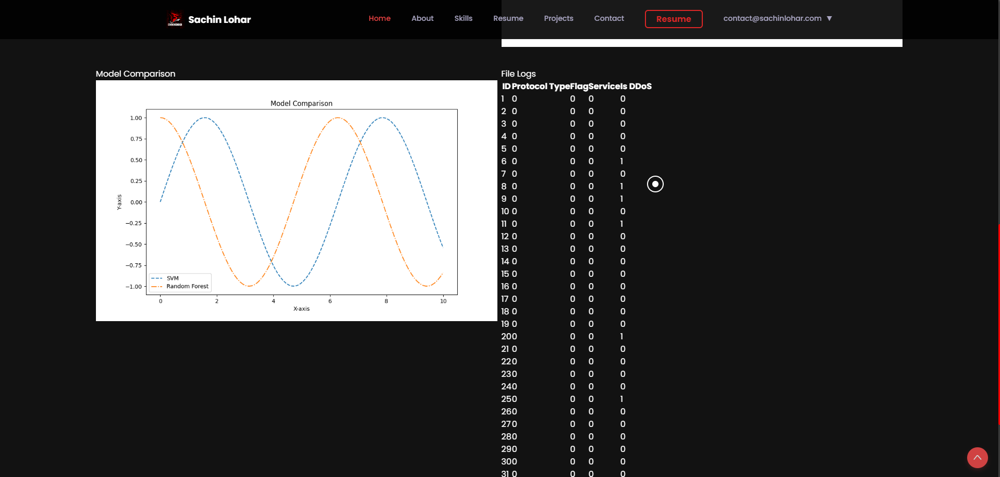 SACHIN
Sachin Lohar
Home
About
Skills
Resume
Projects
Contact
Resume
contact@sachinlohar.com ▼
Model Comparison
Model Comparison
1.00
0.75
0.50
0.25
0.00
−0.25
−0.50
−0.75
−1.00
Y-axis
SVM
Random Forest
0 2 4 6 8 10
X-axis
File Logs
ID Protocol Type Flag Service Is DDoS
1 0 0 0 0
2 0 0 0 0
3 0 0 0 0
4 0 0 0 0
5 0 0 0 0
6 0 0 0 1
7 0 0 0 0
8 0 0 0 1
9 0 0 0 1
10 0 0 0 0
11 0 0 0 1
12 0 0 0 0
13 0 0 0 0
14 0 0 0 0
15 0 0 0 0
16 0 0 0 0
17 0 0 0 0
18 0 0 0 0
19 0 0 0 0
20 0 0 0 1
21 0 0 0 0
22 0 0 0 0
23 0 0 0 0
24 0 0 0 0
25 0 0 0 1
26 0 0 0 0
27 0 0 0 0
28 0 0 0 0
29 0 0 0 0
30 0 0 0 0
31 0 0 0 0